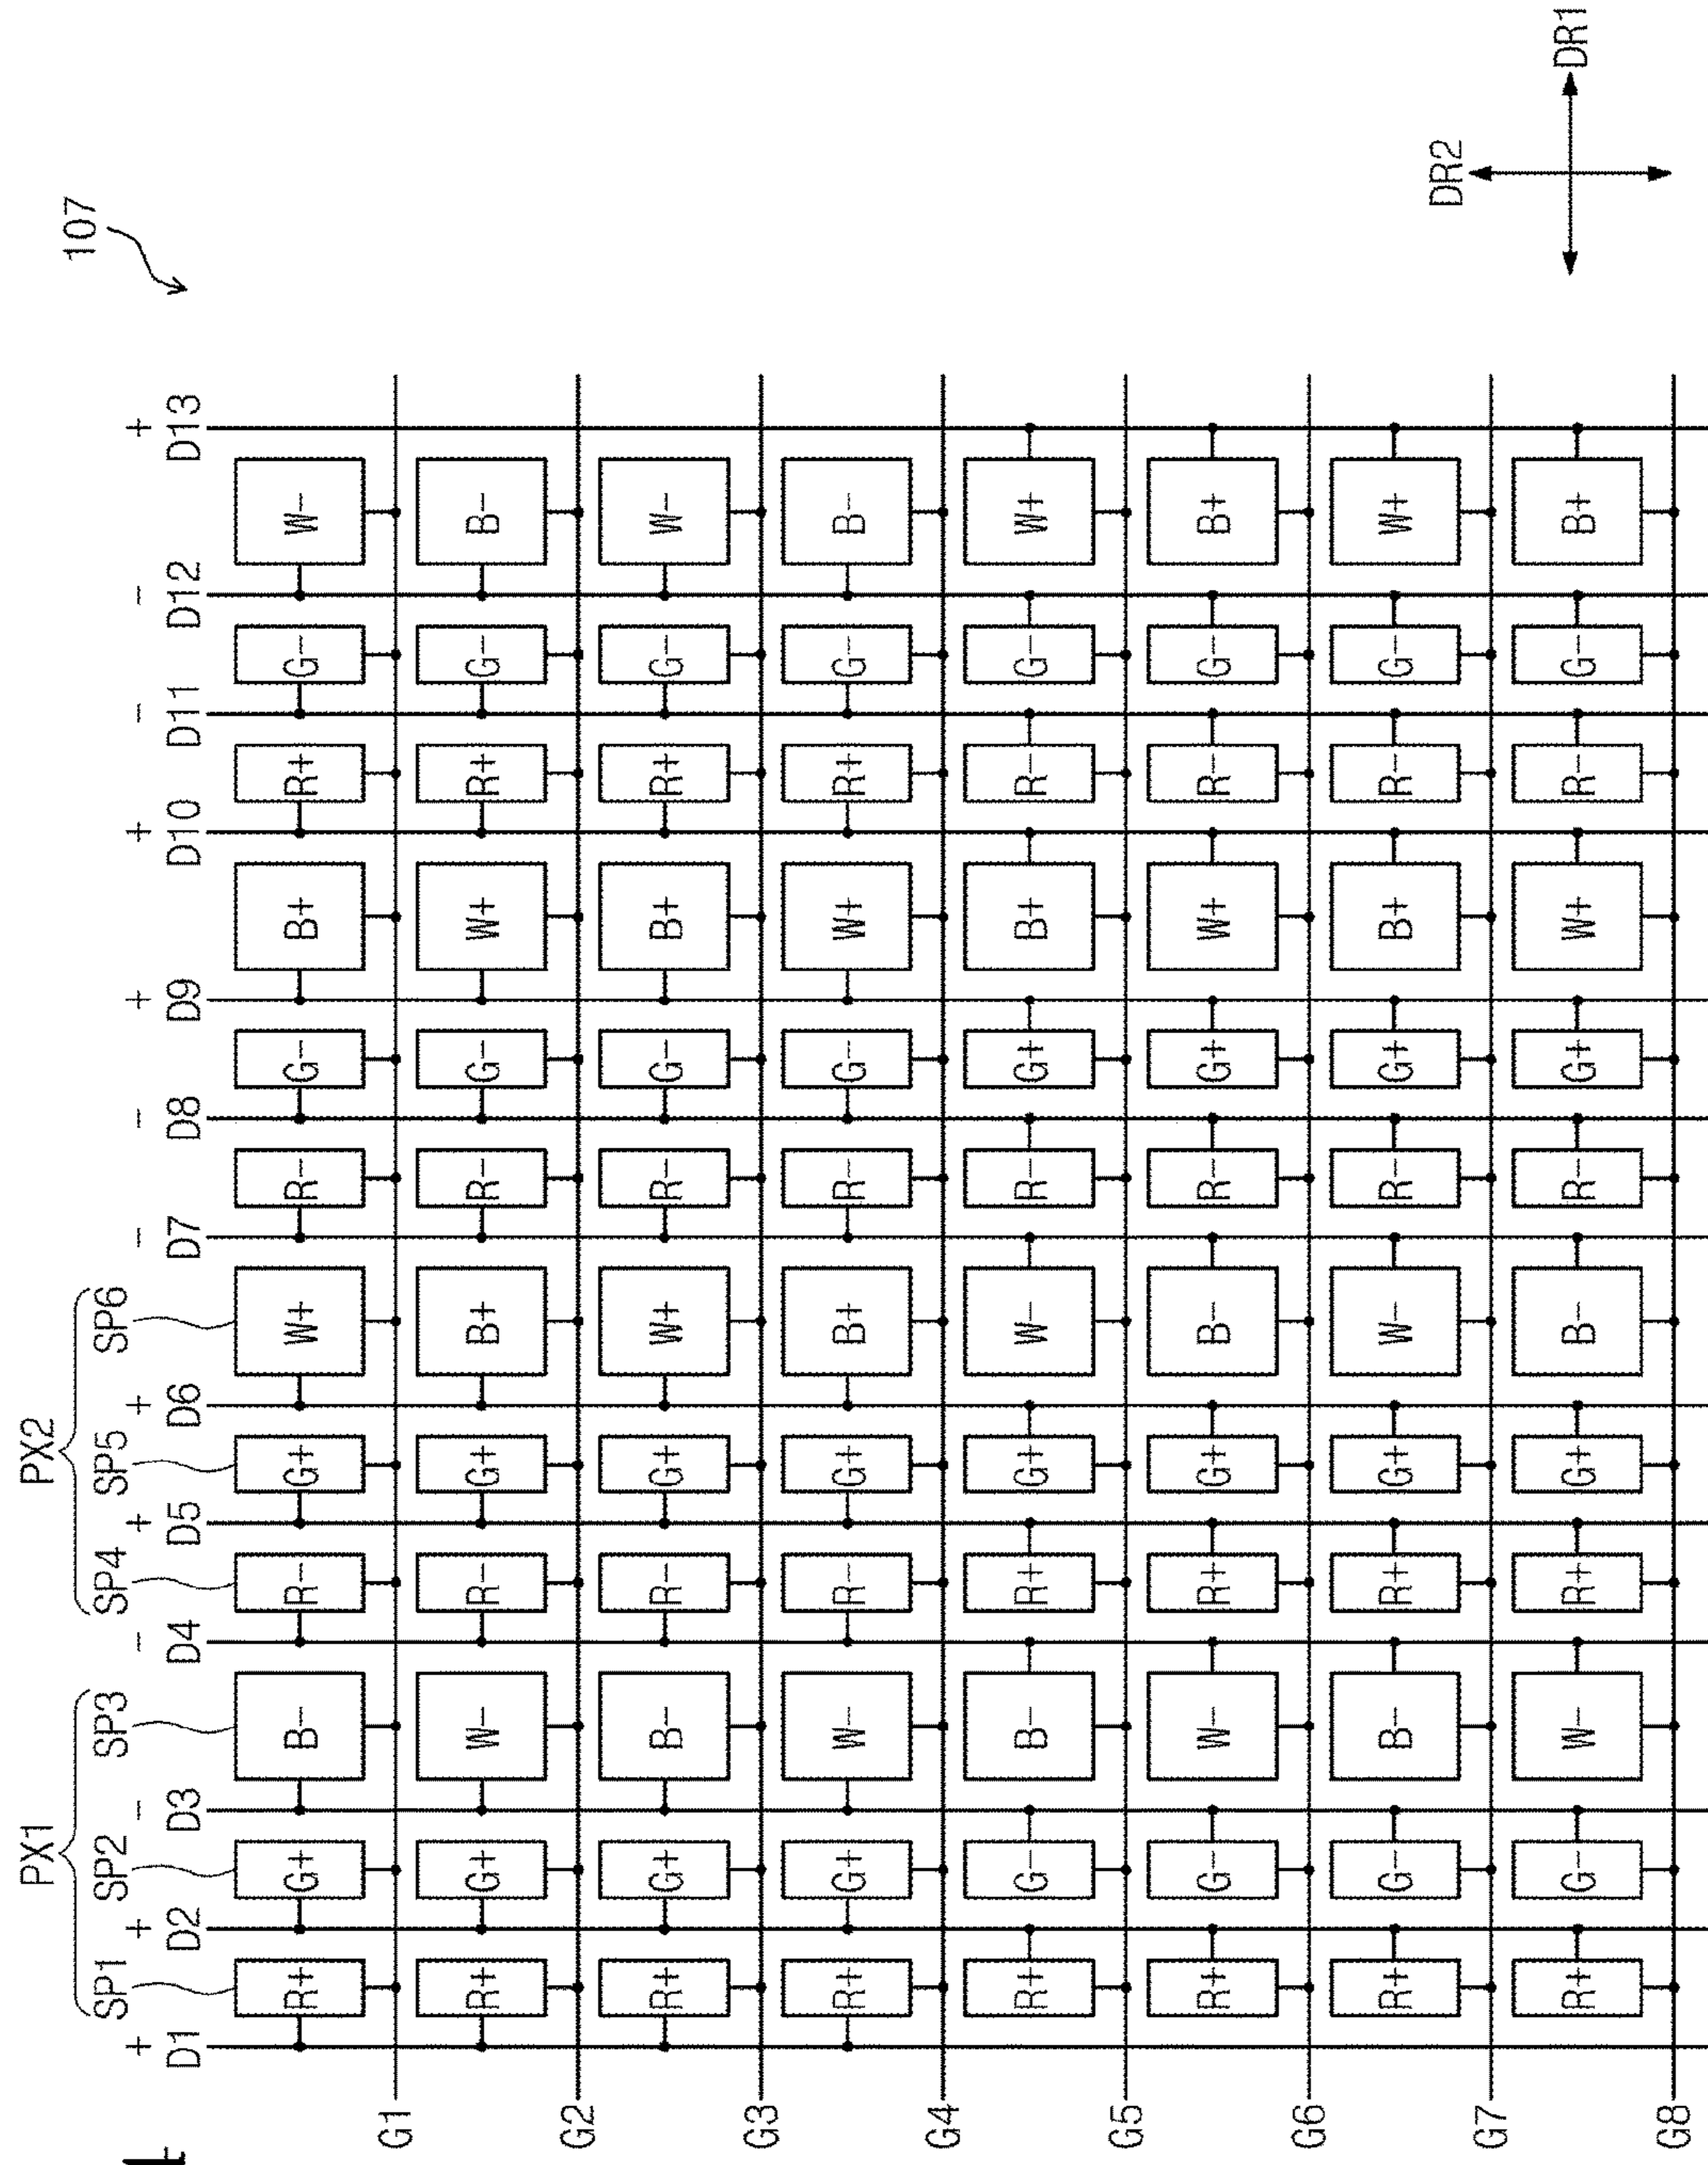 107
PX1 PX2
SP1 SP2 SP3 SP4 SP5 SP6
+ + − − + + − − + + − − +
D1 D2 D3 D4 D5 D6 D7 D8 D9 D10 D11 D12 D13
R+ G+ B− R− G+ W+ R− G− B+ R+ G− W−
G1
R+ G+ W− R− G+ B+ R− G− W+ R+ G− B−
G2
R+ G+ B− R− G+ W+ R− G− B+ R+ G− W−
G3
R+ G+ W− R− G+ B+ R− G− W+ R+ G− B−
G4
R+ G− B− R+ G+ W− R− G+ B+ R− G− W+
G5
R+ G− W− R+ G+ B− R− G+ W+ R− G− B+
G6
R+ G− B− R+ G+ W− R− G+ B+ R− G− W+
G7
R+ G− W− R+ G+ B− R− G+ W+ R− G− B+
G8
DR2
DR1